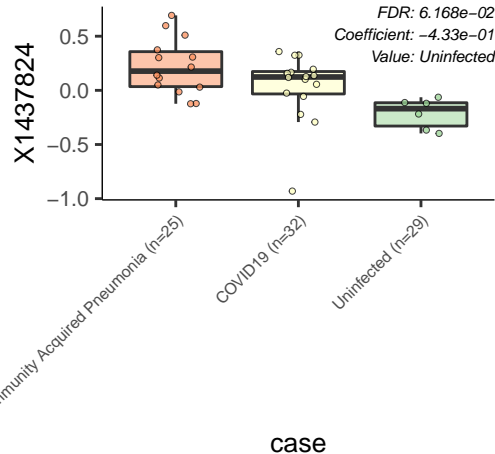 FDR: 6.168e−02
Coefficient: −4.33e−01
Value: Uninfected
X1437824
0.5
0.0
−0.5
−1.0
Acquired Pneumonia (n=25)
COVID19 (n=32)
Uninfected (n=29)
case